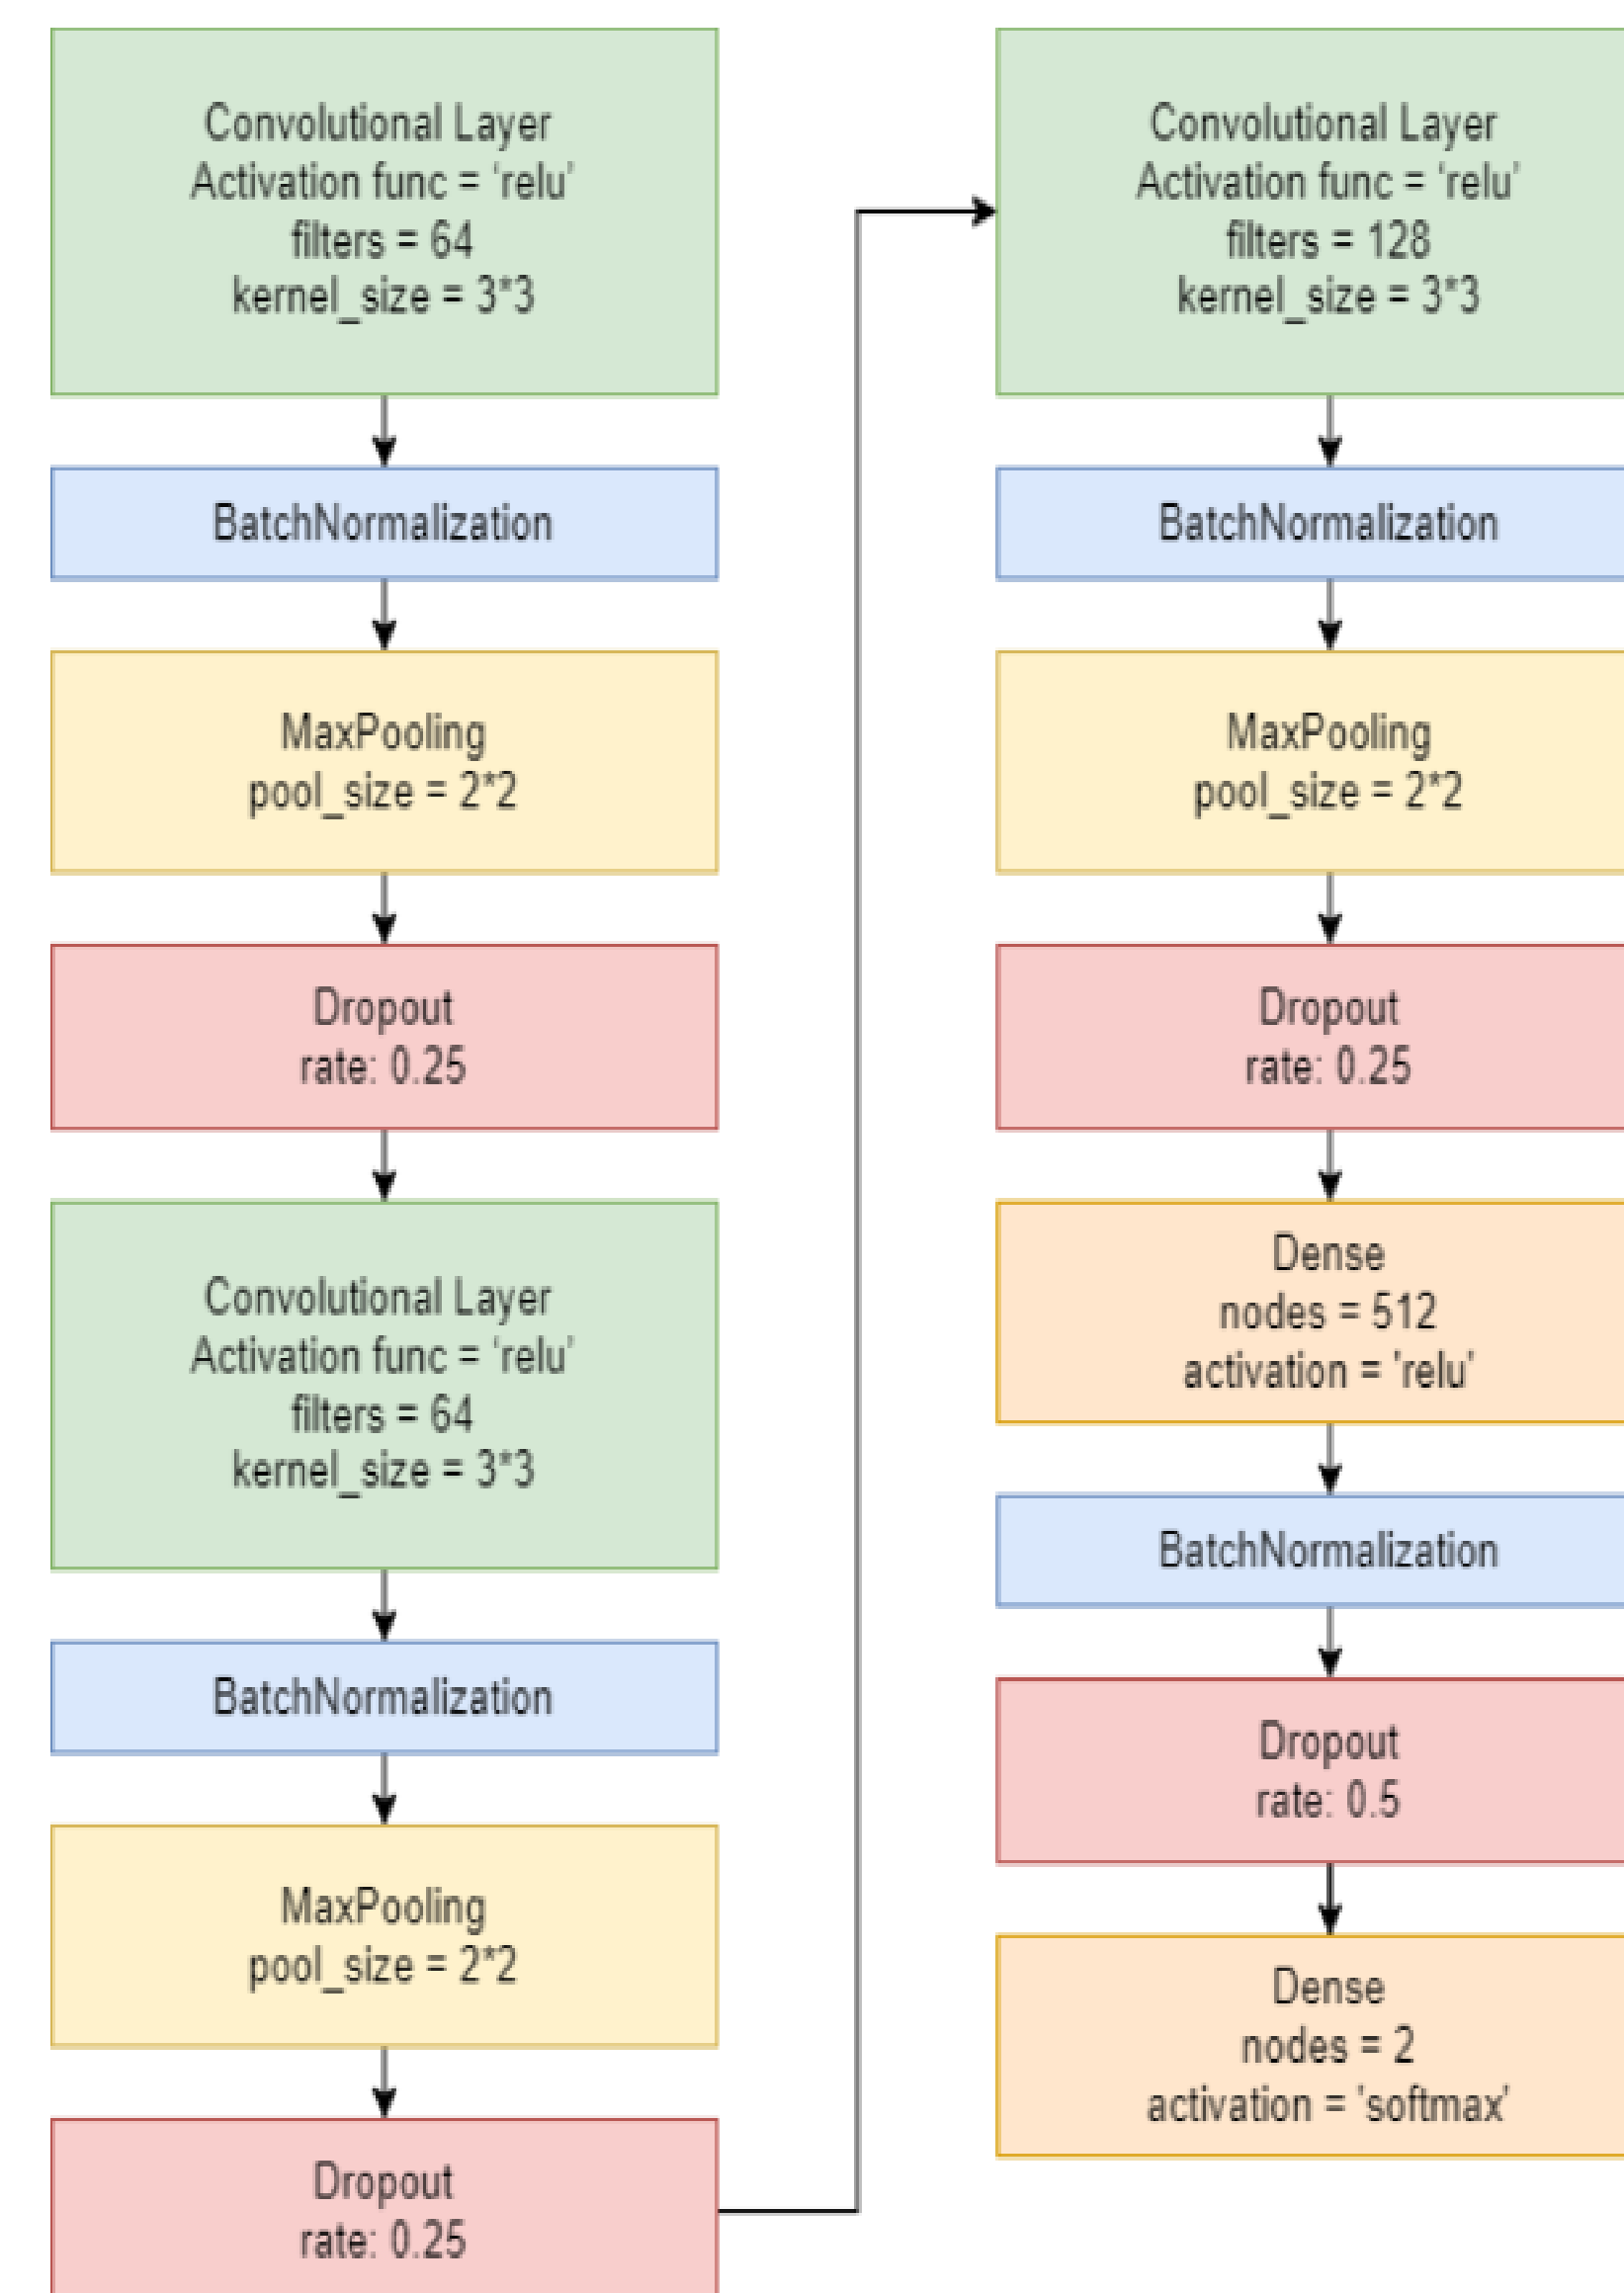 Convolutional Layer
Activation func = ‘relu’
filters = 64
kernel_size = 3*3
BatchNormalization
MaxPooling
pool_size = 2*2
Dropout
rate: 0.25
Convolutional Layer
Activation func = ‘relu’
filters = 64
kernel_size = 3*3
BatchNormalization
MaxPooling
pool_size = 2*2
Dropout
rate: 0.25
Convolutional Layer
Activation func = ‘relu’
filters = 128
kernel_size = 3*3
BatchNormalization
MaxPooling
pool_size = 2*2
Dropout
rate: 0.25
Dense
nodes = 512
activation = 'relu'
BatchNormalization
Dropout
rate: 0.5
Dense
nodes = 2
activation = 'softmax'